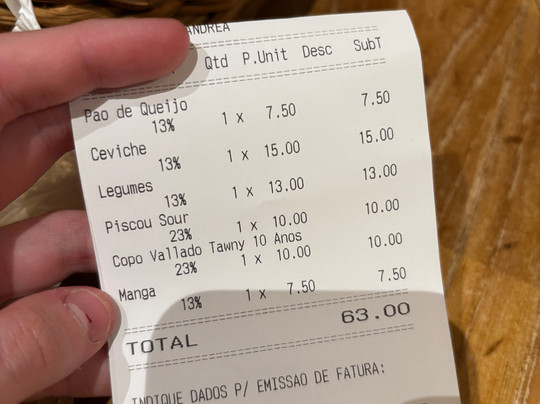 ANDREA
Qtd P.Unit Desc SubT
Pao de Queijo
13% 1 x 7.50 7.50
Ceviche
13% 1 x 15.00 15.00
Legumes
13% 1 x 13.00 13.00
Piscou Sour
23% 1 x 10.00 10.00
Copo Vallado Tawny 10 Anos
23% 1 x 10.00 10.00
Manga
13% 1 x 7.50 7.50
TOTAL 63.00
INDIQUE DADOS P/ EMISSAO DE FATURA: